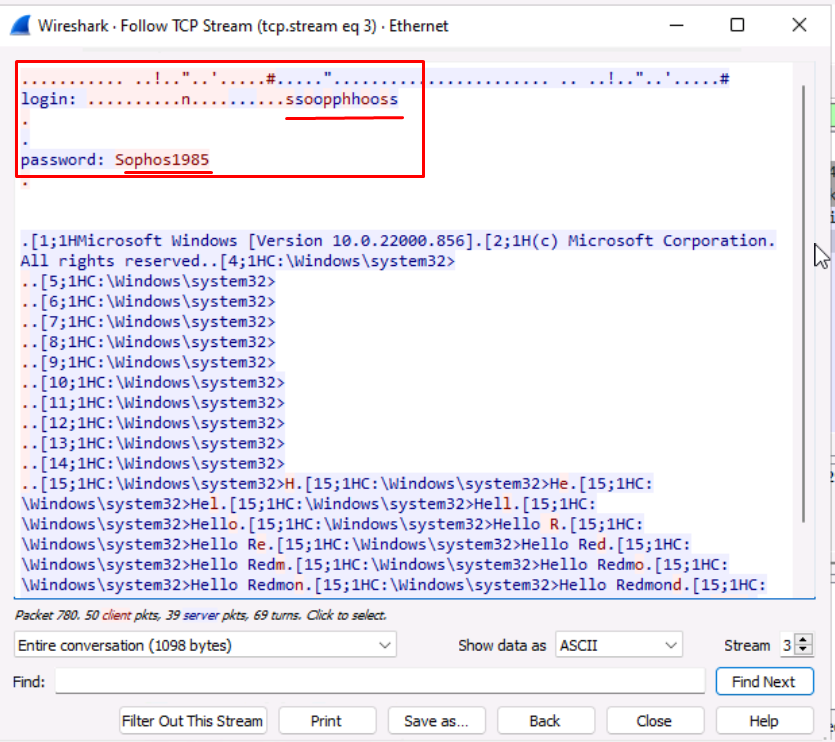 Wireshark · Follow TCP Stream (tcp.stream eq 3) · Ethernet
........... ..!.."..'.....#....."....................... .. ..!.."..'.....#
login: ..........n..........ssoopphhooss
.
.
password: Sophos1985
.
.[1;1HMicrosoft Windows [Version 10.0.22000.856].[2;1H(c) Microsoft Corporation.
All rights reserved..[4;1HC:\Windows\system32>
..[5;1HC:\Windows\system32>
..[6;1HC:\Windows\system32>
..[7;1HC:\Windows\system32>
..[8;1HC:\Windows\system32>
..[9;1HC:\Windows\system32>
..[10;1HC:\Windows\system32>
..[11;1HC:\Windows\system32>
..[12;1HC:\Windows\system32>
..[13;1HC:\Windows\system32>
..[14;1HC:\Windows\system32>
..[15;1HC:\Windows\system32>H.[15;1HC:\Windows\system32>He.[15;1HC:
\Windows\system32>Hel.[15;1HC:\Windows\system32>Hell.[15;1HC:
\Windows\system32>Hello.[15;1HC:\Windows\system32>Hello R.[15;1HC:
\Windows\system32>Hello Re.[15;1HC:\Windows\system32>Hello Red.[15;1HC:
\Windows\system32>Hello Redm.[15;1HC:\Windows\system32>Hello Redmo.[15;1HC:
\Windows\system32>Hello Redmon.[15;1HC:\Windows\system32>Hello Redmond.[15;1HC:
Packet 780. 50 client pkts, 39 server pkts, 69 turns. Click to select.
Entire conversation (1098 bytes) Show data as ASCII Stream 3
Find: Find Next
Filter Out This Stream Print Save as... Back Close Help